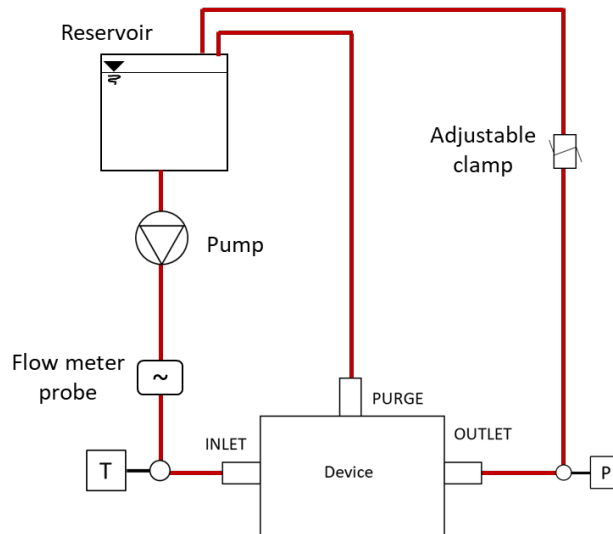 Reservoir
Adjustable
clamp
Pump
Flow meter
probe
~
PURGE
INLET
OUTLET
T
Device
P